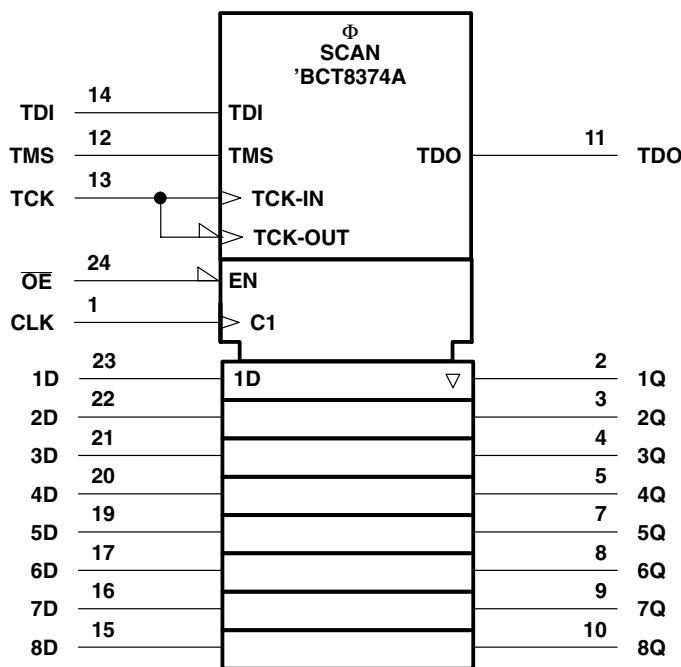 Φ
SCAN
'BCT8374A
TDI 14 TDI
TMS 12 TMS TDO 11 TDO
TCK 13 TCK-IN
TCK-OUT
OE 24 EN
CLK 1 C1
1D 23 1D 2 1Q
2D 22 3 2Q
3D 21 4 3Q
4D 20 5 4Q
5D 19 7 5Q
6D 17 8 6Q
7D 16 9 7Q
8D 15 10 8Q